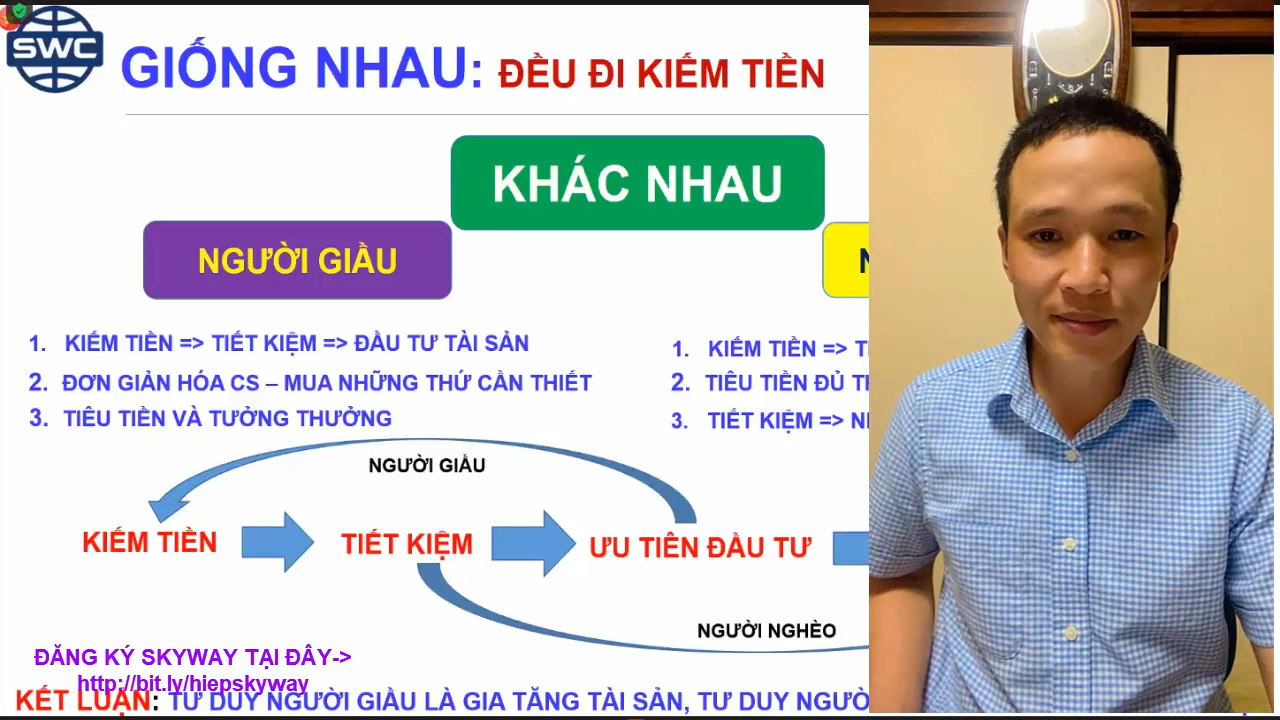 SWC
GIỐNG NHAU: ĐỀU ĐI KIẾM TIỀN
KHÁC NHAU
NGƯỜI GIẦU
1. KIẾM TIỀN => TIẾT KIỆM => ĐẦU TƯ TÀI SẢN
2. ĐƠN GIẢN HÓA CS – MUA NHỮNG THỨ CẦN THIẾT
3. TIÊU TIỀN VÀ TƯỞNG THƯỞNG
1. KIẾM TIỀN =>
2. TIÊU TIỀN ĐỦ
3. TIẾT KIỆM =>
NGƯỜI GIẦU
KIẾM TIỀN
TIẾT KIỆM
ƯU TIÊN ĐẦU TƯ
NGƯỜI NGHÈO
ĐĂNG KÝ SKYWAY TẠI ĐÂY->
http://bit.ly/hiepskyway
KẾT LUẬN: TƯ DUY NGƯỜI GIẦU LÀ GIA TĂNG TÀI SẢN, TƯ DUY